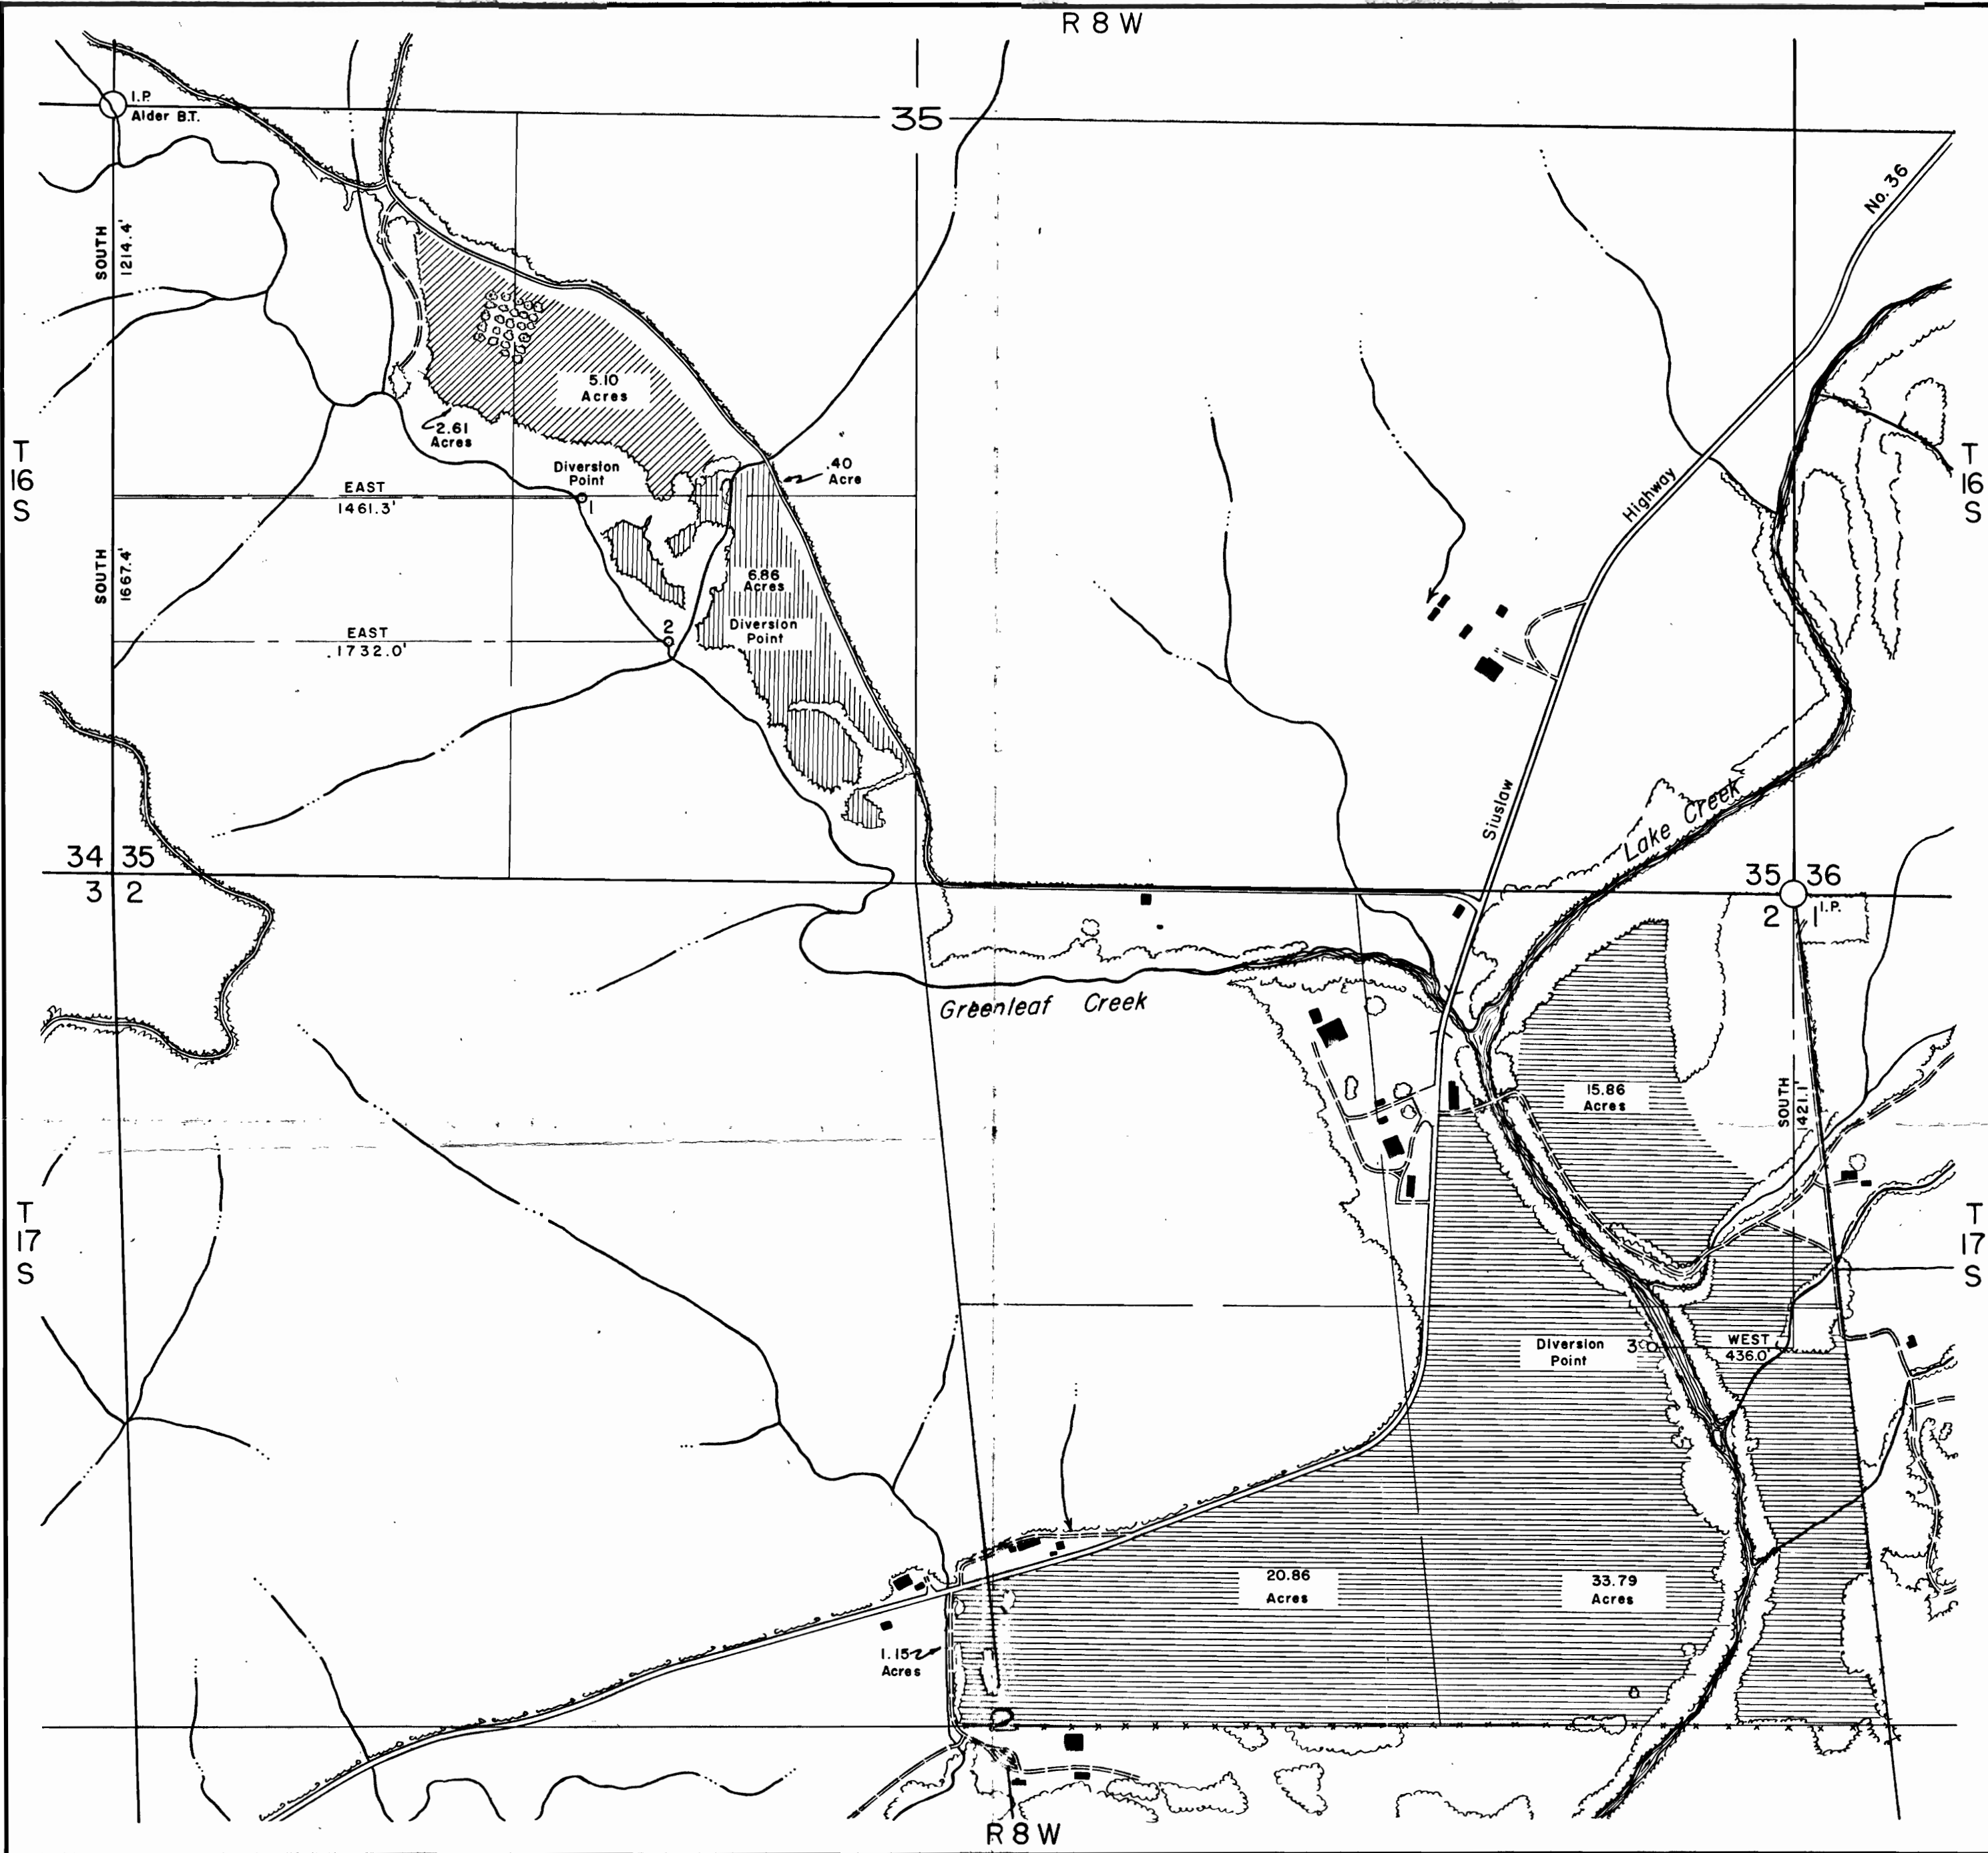 R 8 W
I.P.
Alder B.T.
35
No. 36
SOUTH
1214.4'
5.10
Acres
2.61
Acres
T
16
S
T
16
S
Diversion
Point
1
.40
Acre
EAST
1461.3'
Highway
SOUTH
1667.4'
6.86
Acres
Diversion
Point
2
EAST
1732.0'
Siuslaw
Lake Creek
34 35
3 2
35 36
2 1
I.P.
Greenleaf Creek
15.86
Acres
SOUTH
1421.1'
T
17
S
T
17
S
Diversion
Point
3
WEST
436.0'
20.86
Acres
33.79
Acres
1.15
Acres
2
R 8 W